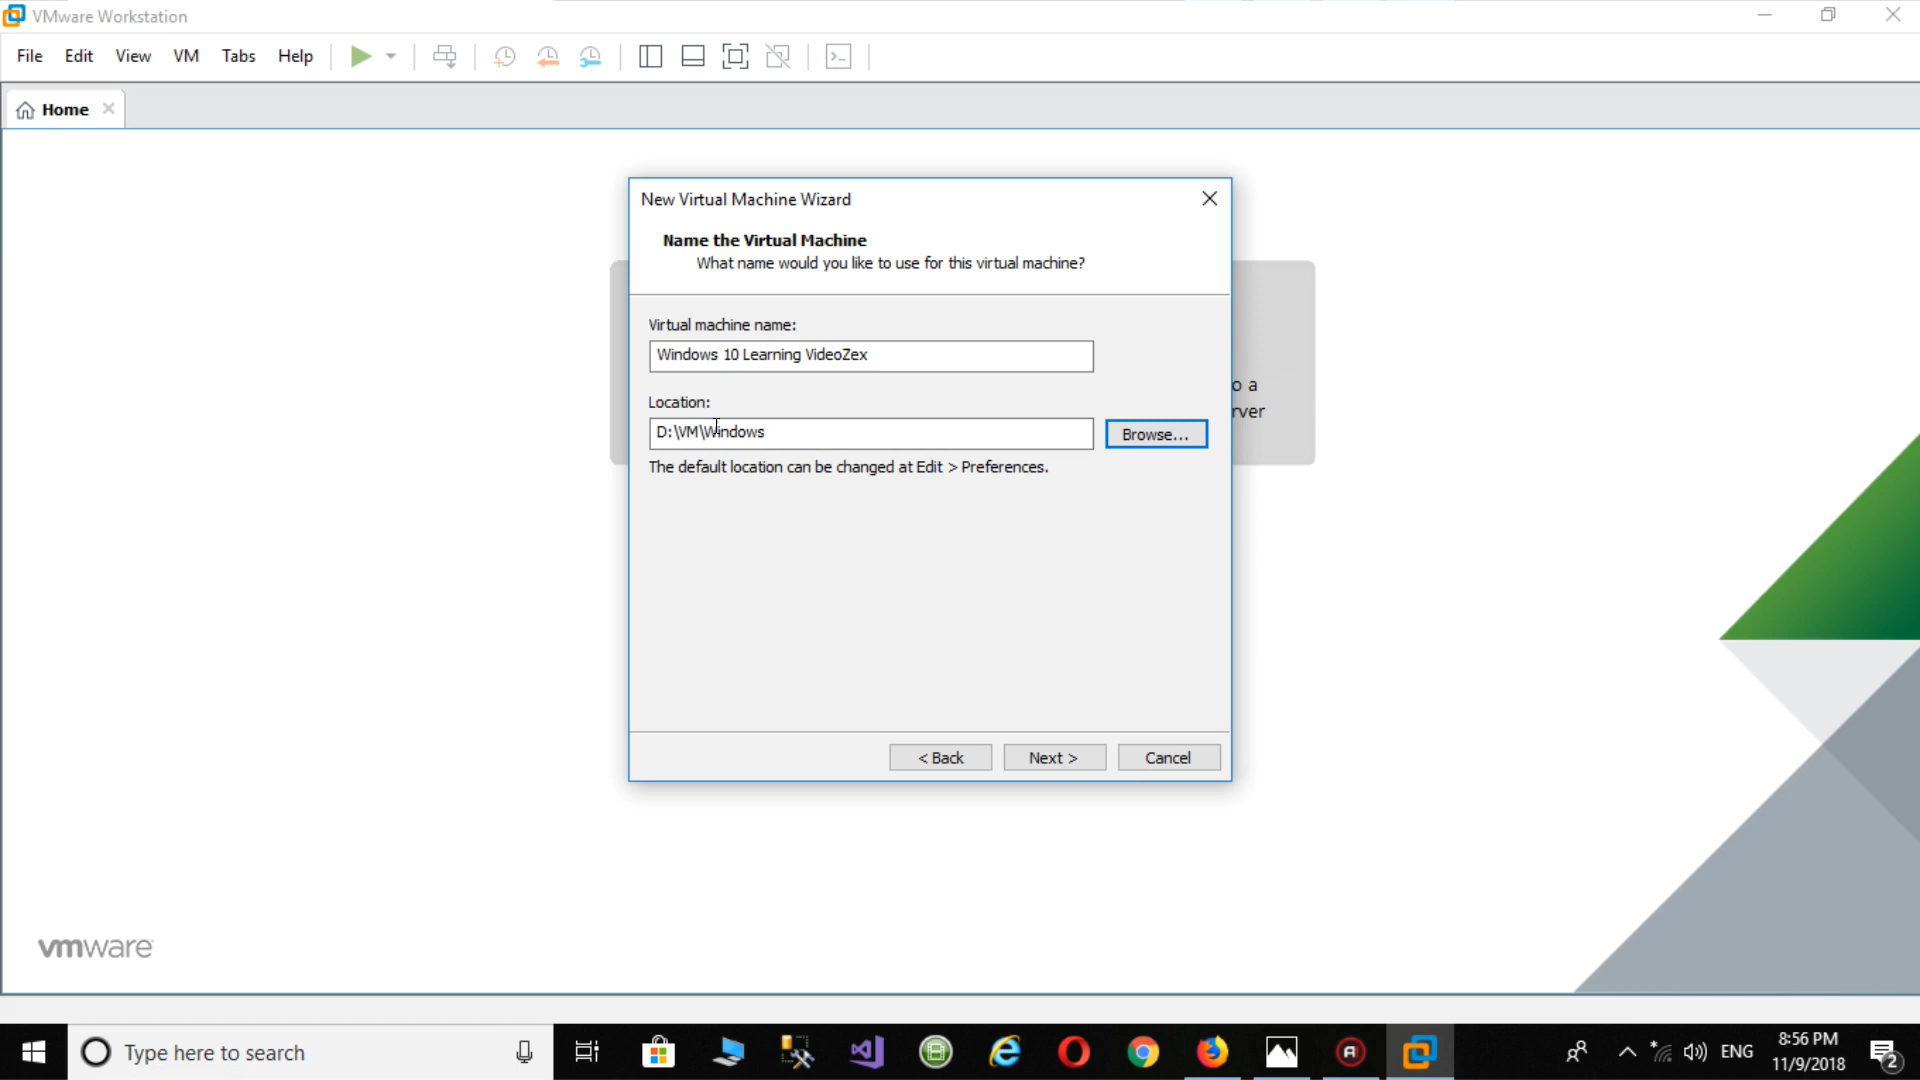 VMware Workstation
File Edit View VM Tabs Help
Home
New Virtual Machine Wizard
Name the Virtual Machine
What name would you like to use for this virtual machine?
Virtual machine name:
Windows 10 Learning VideoZex
o a
Location:
rver
D:\VM\Windows
Browse...
The default location can be changed at Edit > Preferences.
< Back Next > Cancel
vmware
Type here to search
ENG
8:56 PM
11/9/2018
2